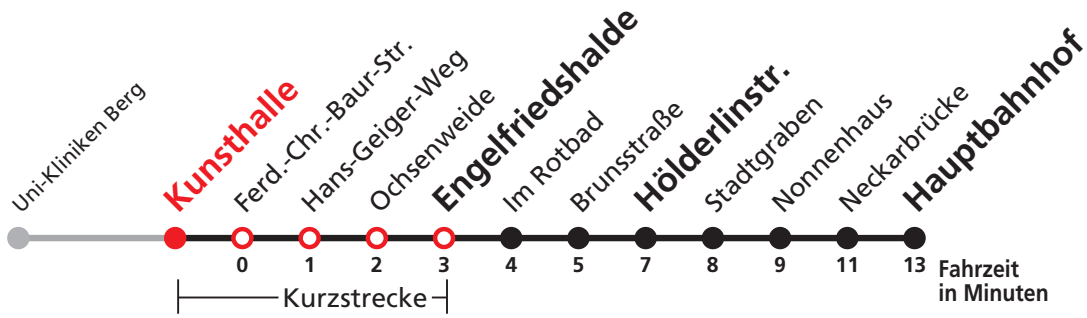 Uni-Kliniken Berg
Kunsthalle
Ferd.-Chr.-Baur-Str.
Hans-Geiger-Weg
Ochsenweide
Engelfriedshalde
Im Rotbad
Brunsstraße
Hölderlinstr.
Stadtgraben
Nonnenhaus
Neckarbrücke
Hauptbahnhof
0 1 2 3 4 5 7 8 9 11 13
Fahrzeit
in Minuten
Kurzstrecke